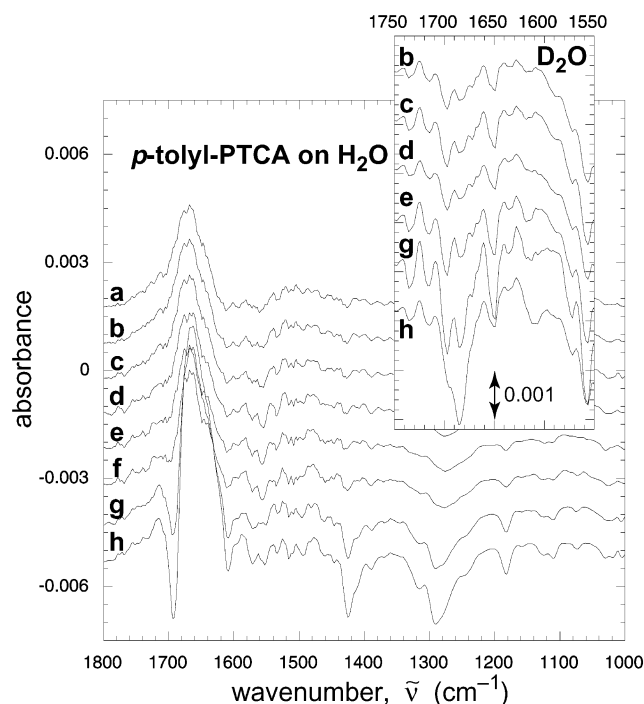 1750 1700 1650 1600 1550
D₂O
b
c
d
e
g
h
0.001
p-tolyl-PTCA on H₂O
0.006
0.003
0
-0.003
-0.006
absorbance
a
b
c
d
e
f
g
h
1800 1700 1600 1500 1400 1300 1200 1100 1000
wavenumber, ν̃ (cm⁻¹)